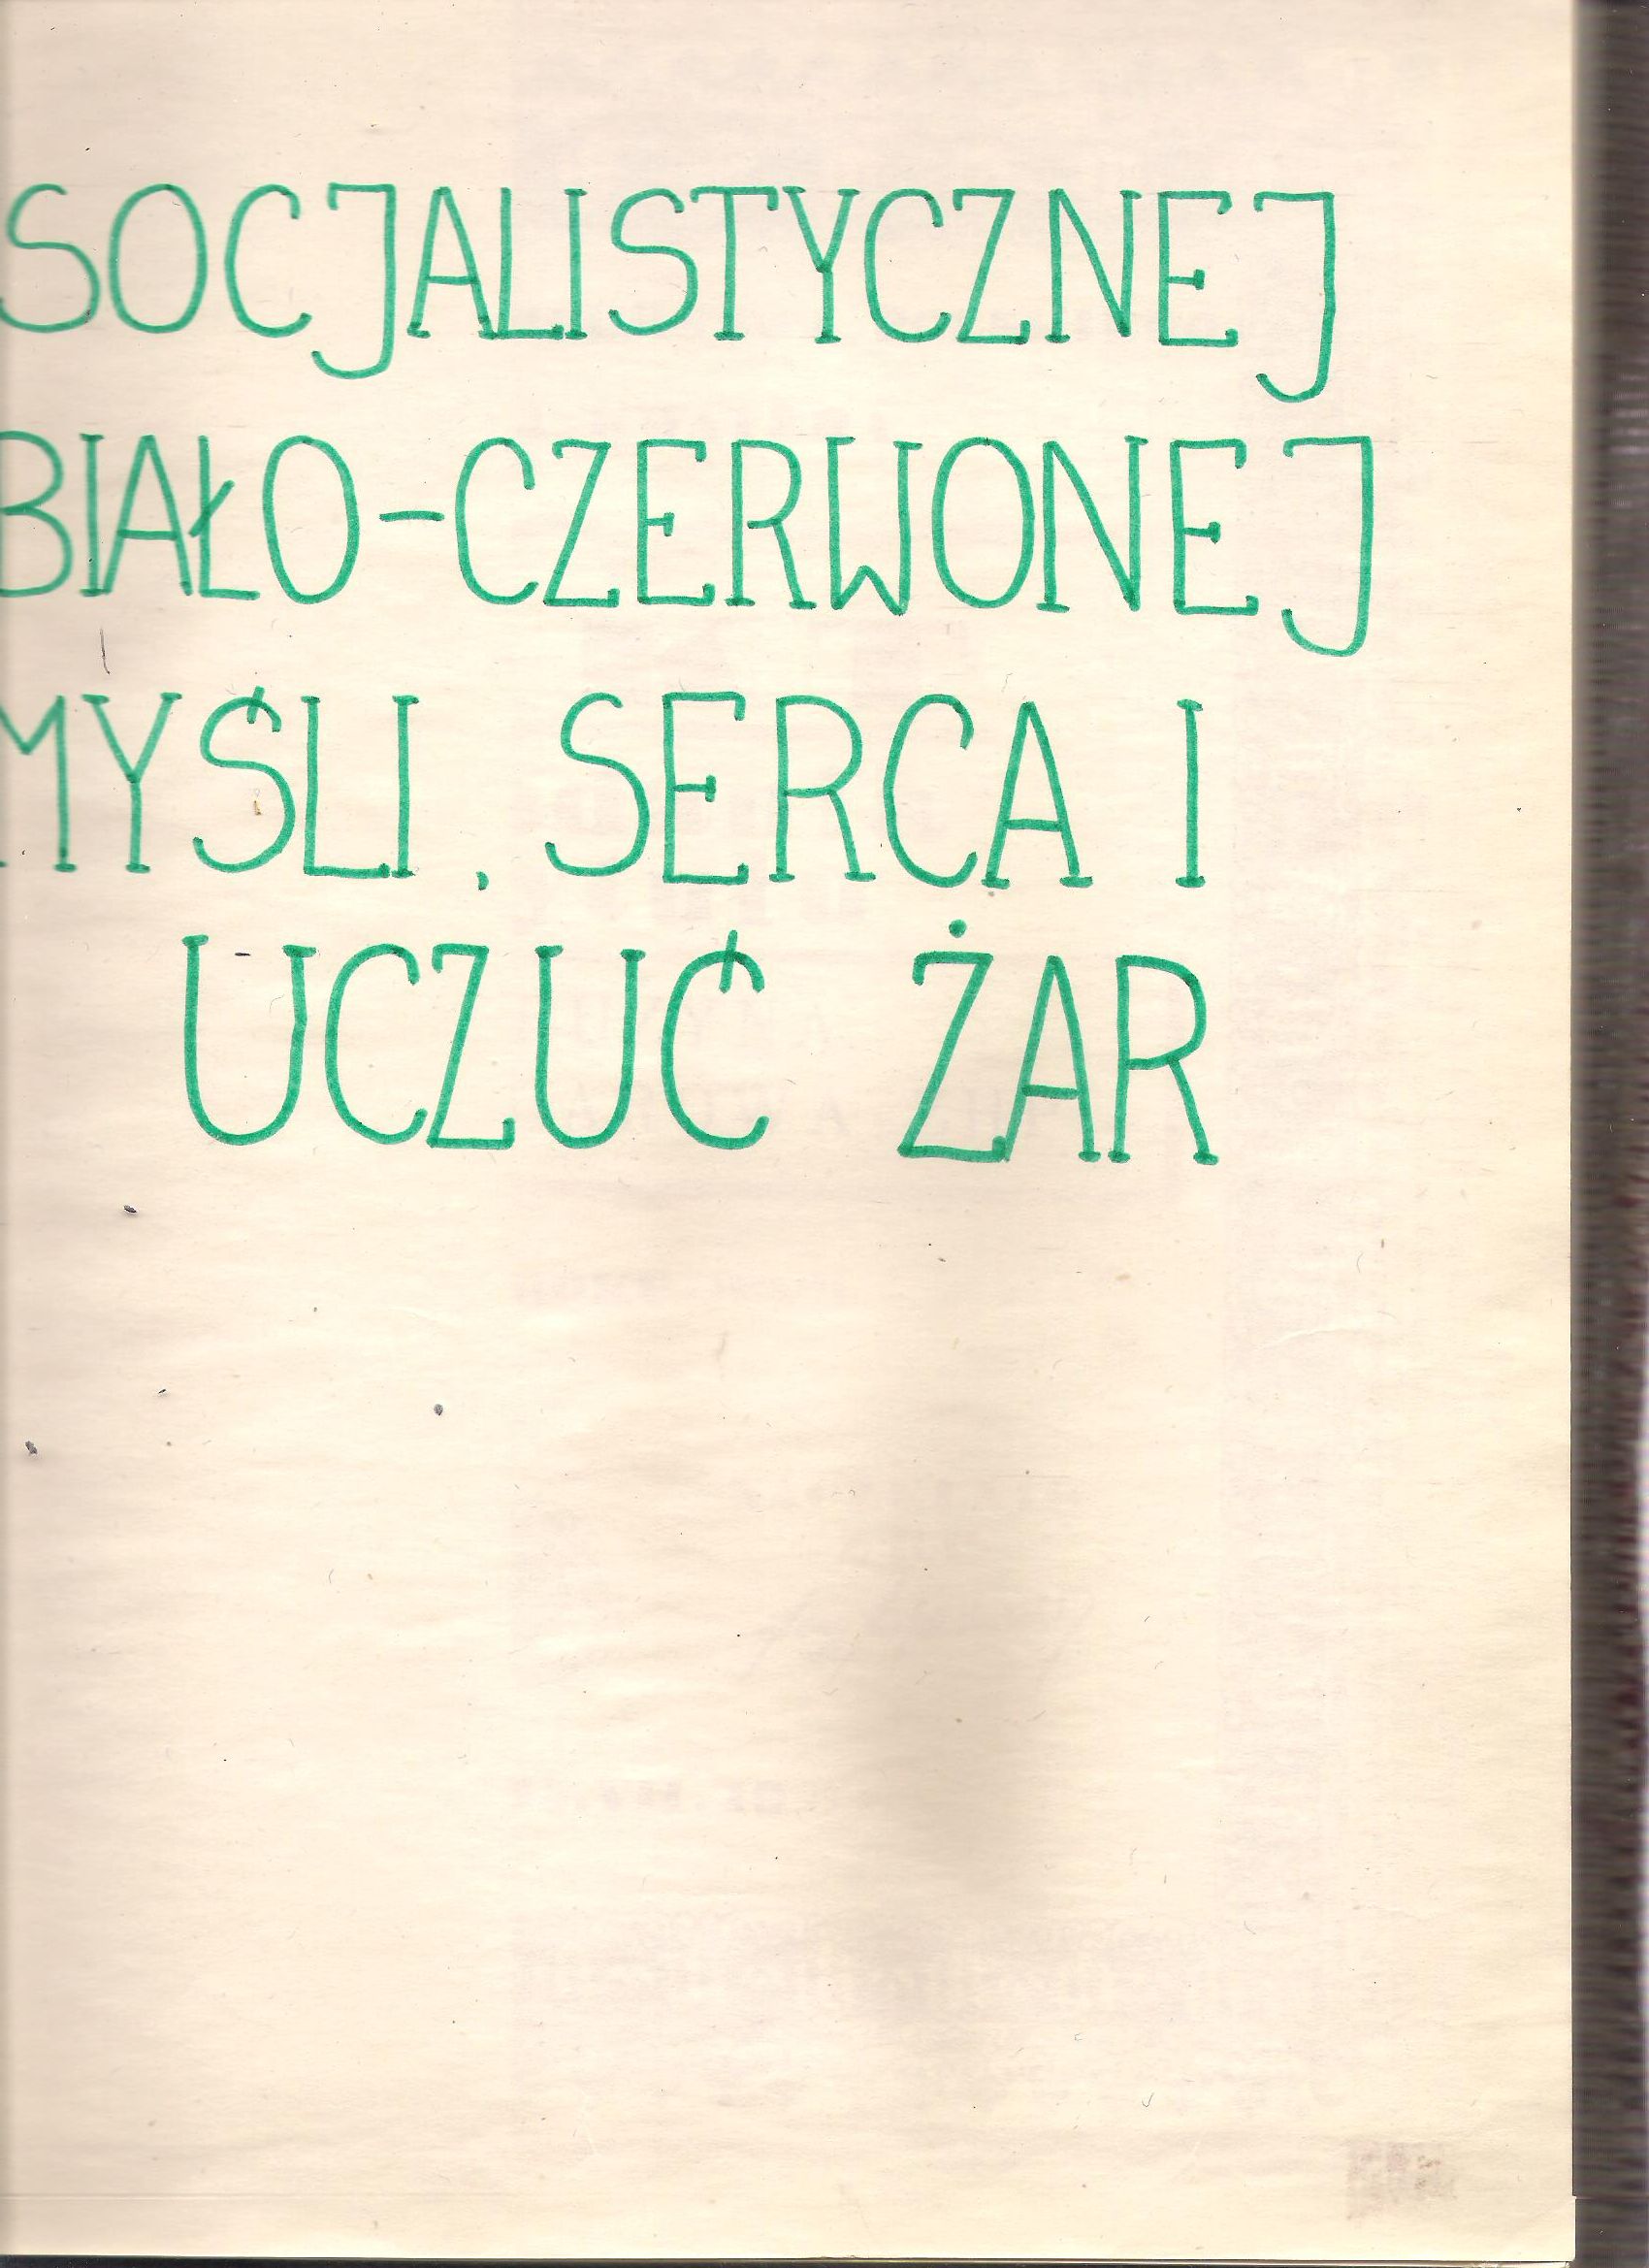 SOCJALISTYCZNEJ
BIAŁO-CZERWONEJ
MYŚLI, SERCA I
UCZUĆ ŻAR